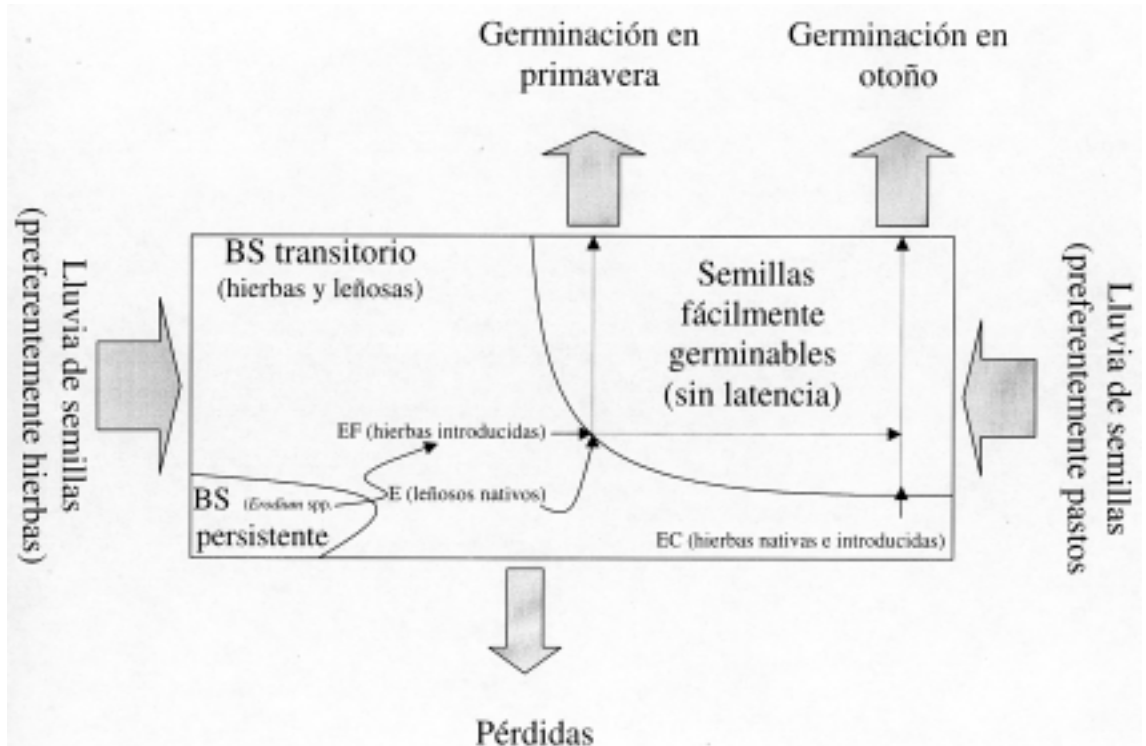 Germinación en
primavera
Germinación en
otoño
Lluvia de semillas
(preferentemente hierbas)
BS transitorio
(hierbas y leñosas)
Semillas
fácilmente
germinables
(sin latencia)
Lluvia de semillas
(preferentemente pastos
EF (hierbas introducidas)
E (leñosos nativos)
BS (Erodium spp.
persistente
EC (hierbas nativas e introducidas)
Pérdidas